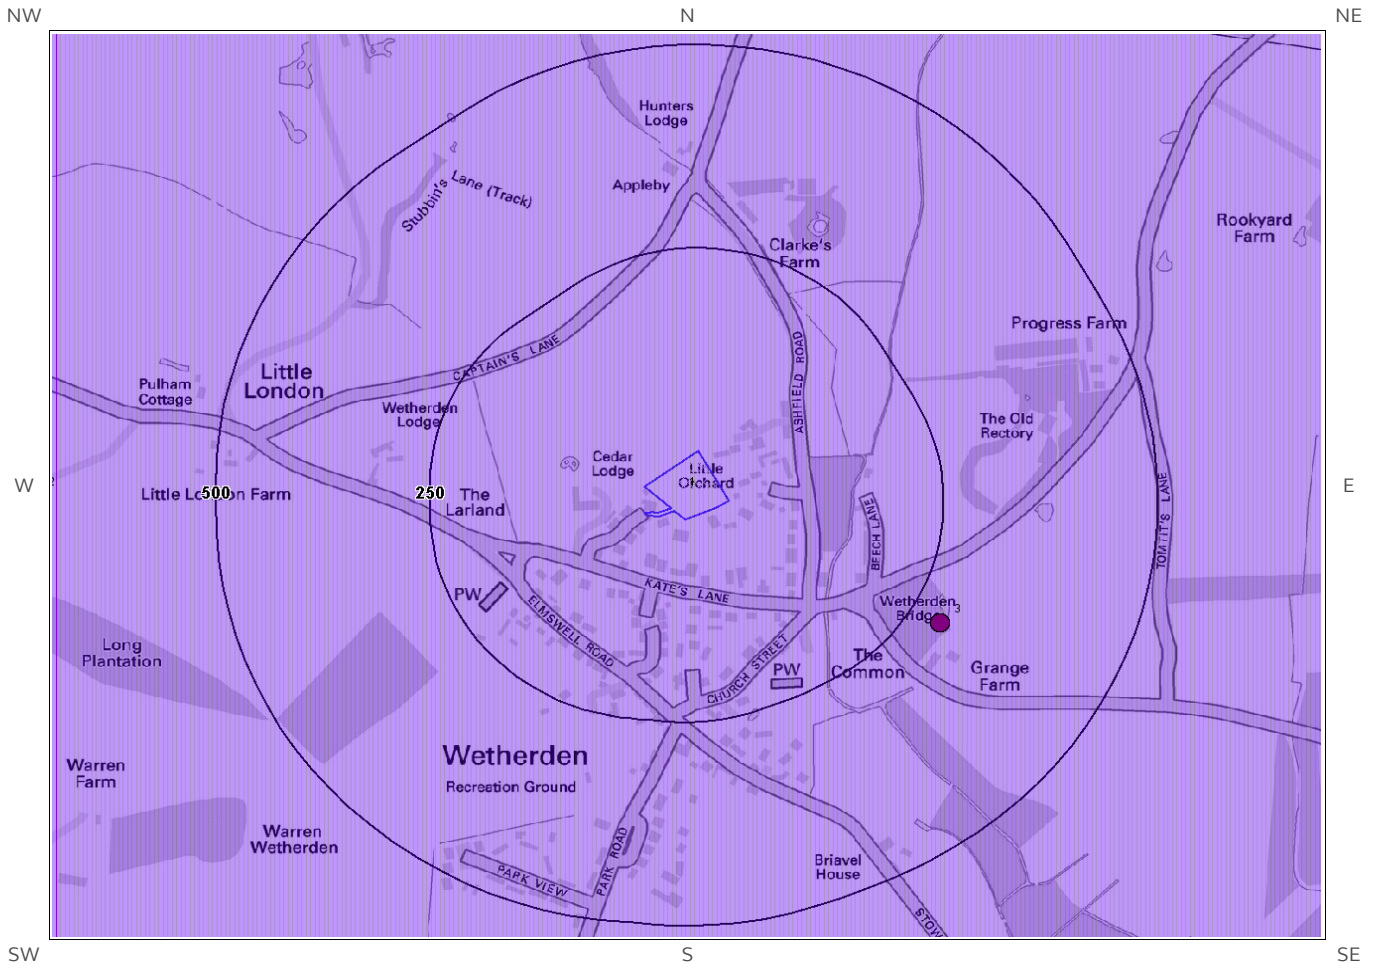 NW
N
NE
Hunters
Lodge
Appleby
Stubbin's
Lane (Track)
Clarke's
Farm
Rookyard
Farm
Progress Farm
CAPTAIN'S LANE
ASHFIELD ROAD
Little
London
Pulham
Cottage
Wetherden
Lodge
The Old
Rectory
Cedar
Lodge
Little
Orchard
W
Little London Farm
500
250
The
Larland
E
BEECH LANE
TOMTIT'S LANE
PW
KATE'S LANE
Wetherden
Bridge
3
ELMSWELL ROAD
CHURCH STREET
Long
Plantation
PW
The
Common
Grange
Farm
Wetherden
Recreation Ground
Warren
Farm
Warren
Wetherden
PARK ROAD
PARK VIEW
Briavel
House
STOW
SW
S
SE